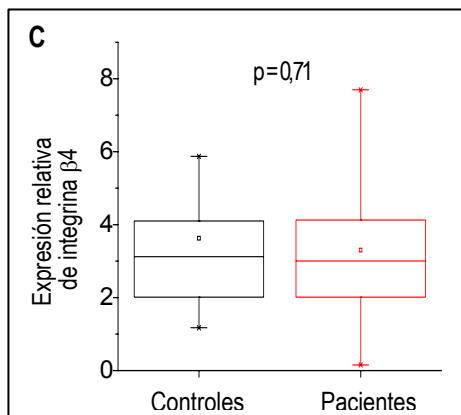 C
p=0,71
Expresión relativa
de integrina β4
8
6
4
2
0
Controles
Pacientes